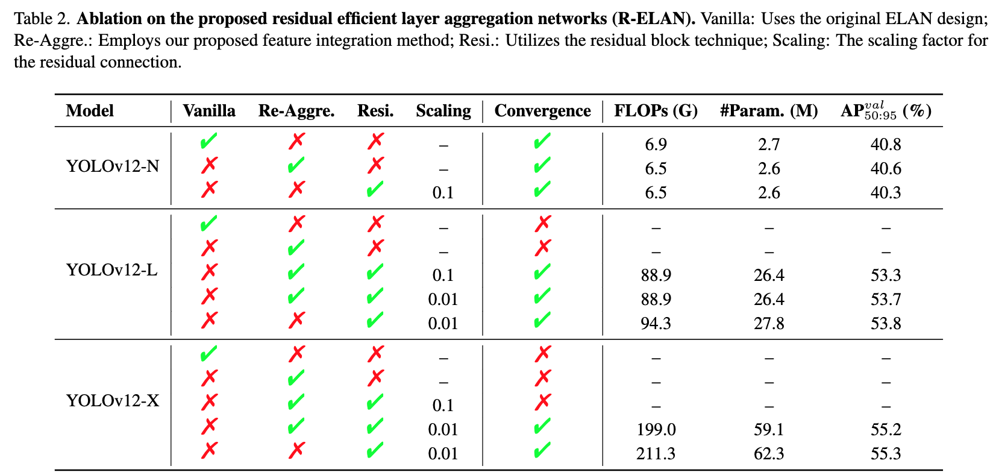 Table 2. Ablation on the proposed residual efficient layer aggregation networks (R-ELAN). Vanilla: Uses the original ELAN design;
Re-Aggre.: Employs our proposed feature integration method; Resi.: Utilizes the residual block technique; Scaling: The scaling factor for
the residual connection.
Model Vanilla Re-Aggre. Resi. Scaling Convergence FLOPs (G) #Param. (M) AP^{val}_{50:95} (%)
✓ ✗ ✗ – ✓ 6.9 2.7 40.8
YOLOv12-N ✗ ✓ ✗ – ✓ 6.5 2.6 40.6
✗ ✗ ✓ 0.1 ✓ 6.5 2.6 40.3
✓ ✗ ✗ – ✗ – – –
✗ ✓ ✗ – ✗ – – –
YOLOv12-L ✗ ✓ ✓ 0.1 ✓ 88.9 26.4 53.3
✗ ✓ ✓ 0.01 ✓ 88.9 26.4 53.7
✗ ✗ ✓ 0.01 ✓ 94.3 27.8 53.8
✓ ✗ ✗ – ✗ – – –
✗ ✓ ✗ – ✗ – – –
YOLOv12-X ✗ ✓ ✓ 0.1 ✗ – – –
✗ ✓ ✓ 0.01 ✓ 199.0 59.1 55.2
✗ ✗ ✓ 0.01 ✓ 211.3 62.3 55.3